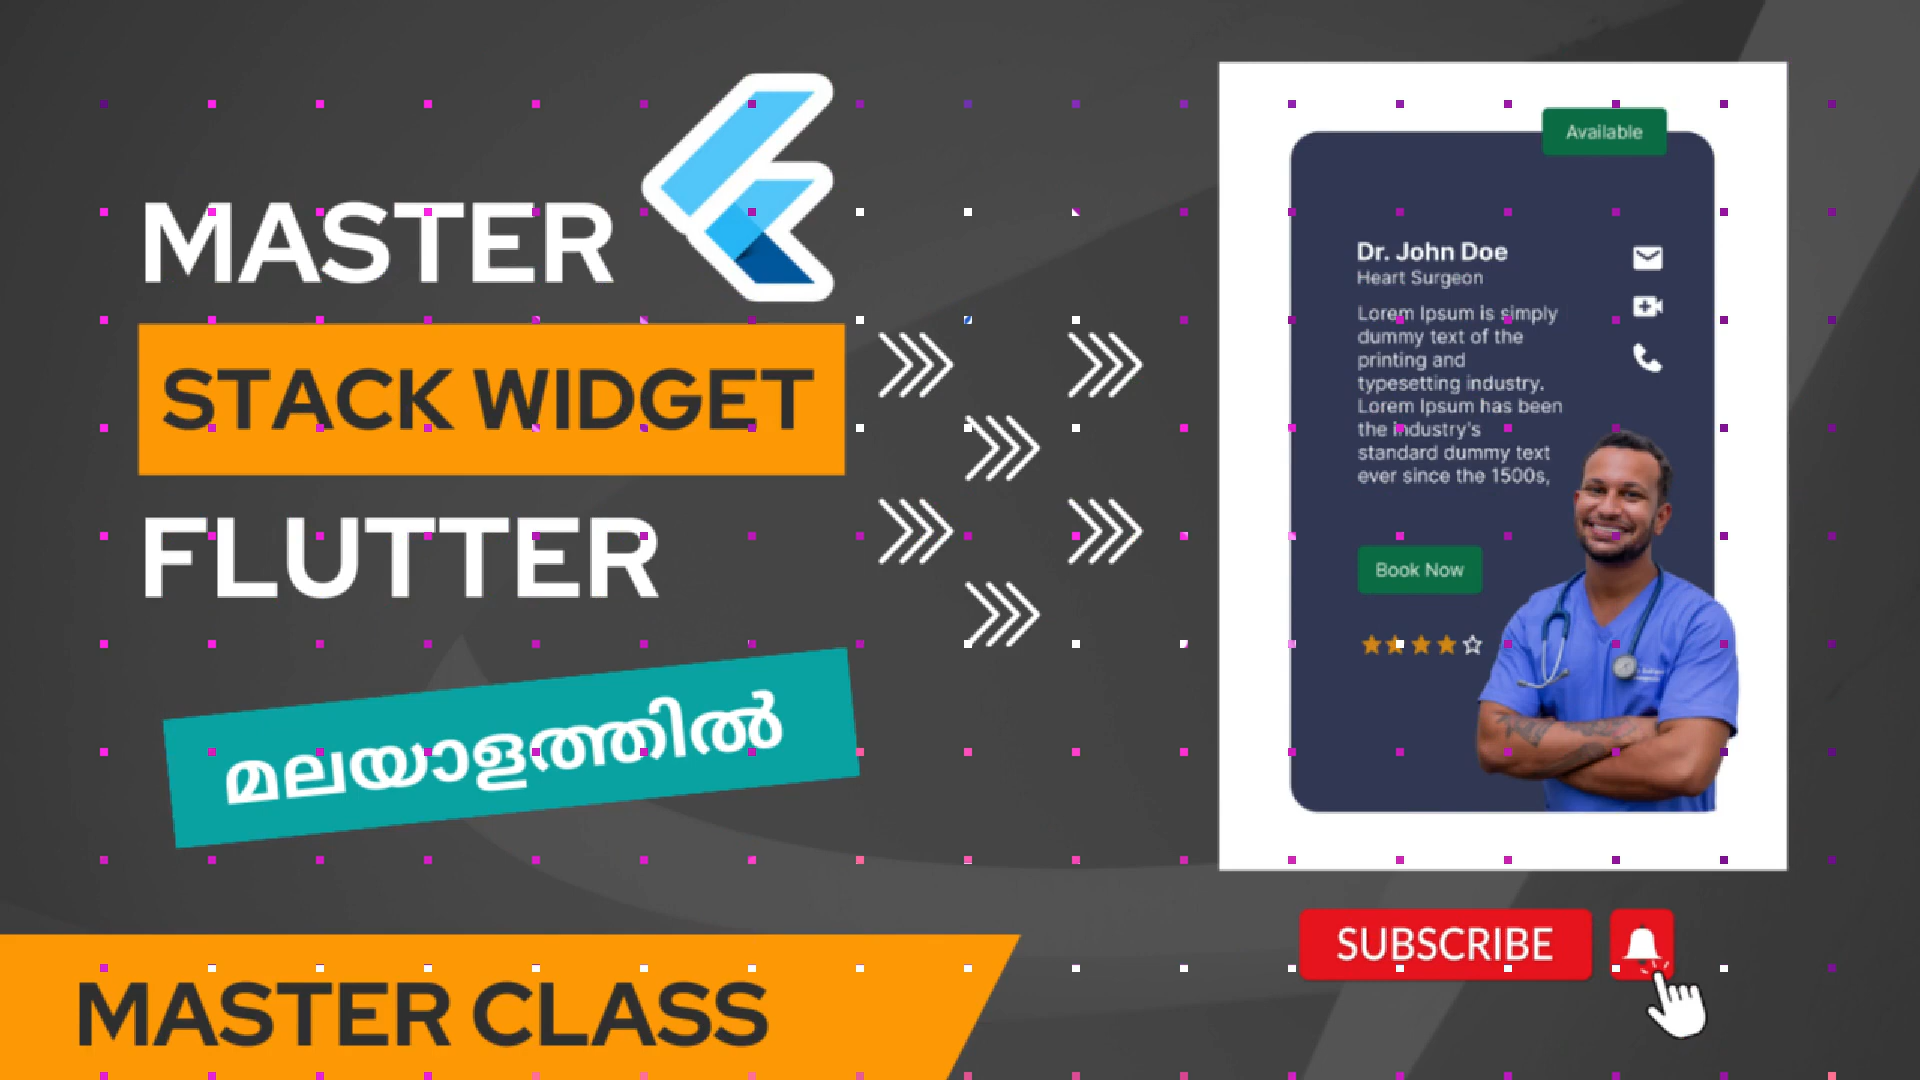 MASTER
STACK WIDGET
FLUTTER
മലയാളത്തിൽ
MASTER CLASS
Available
Dr. John Doe
Heart Surgeon
Lorem Ipsum is simply
dummy text of the
printing and
typesetting industry.
Lorem Ipsum has been
the industry's
standard dummy text
ever since the 1500s,
Book Now
SUBSCRIBE